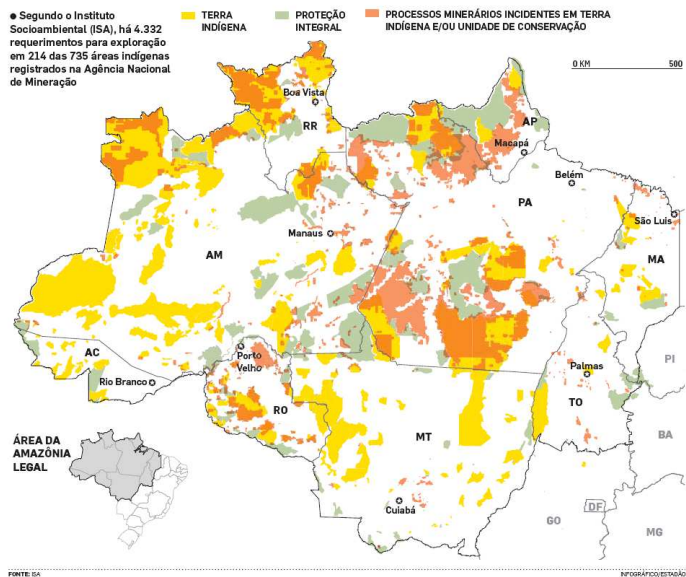 ● Segundo o Instituto
Socioambiental (ISA), há 4.332
requerimentos para exploração
em 214 das 735 áreas indígenas
registrados na Agência Nacional
de Mineração
TERRA
INDÍGENA
PROTEÇÃO
INTEGRAL
PROCESSOS MINERÁRIOS INCIDENTES EM TERRA
INDÍGENA E/OU UNIDADE DE CONSERVAÇÃO
0 KM 500
Boa Vista
RR
AP
Macapá
Belém
PA
São Luis
Manaus
AM
MA
AC
Porto
Velho
Rio Branco
RO
Palmas
TO
PI
MT
BA
Cuiabá
GO
DF
MG
ÁREA DA
AMAZÔNIA
LEGAL
FONTE: ISA
INFOGRÁFICO/ESTADÃO